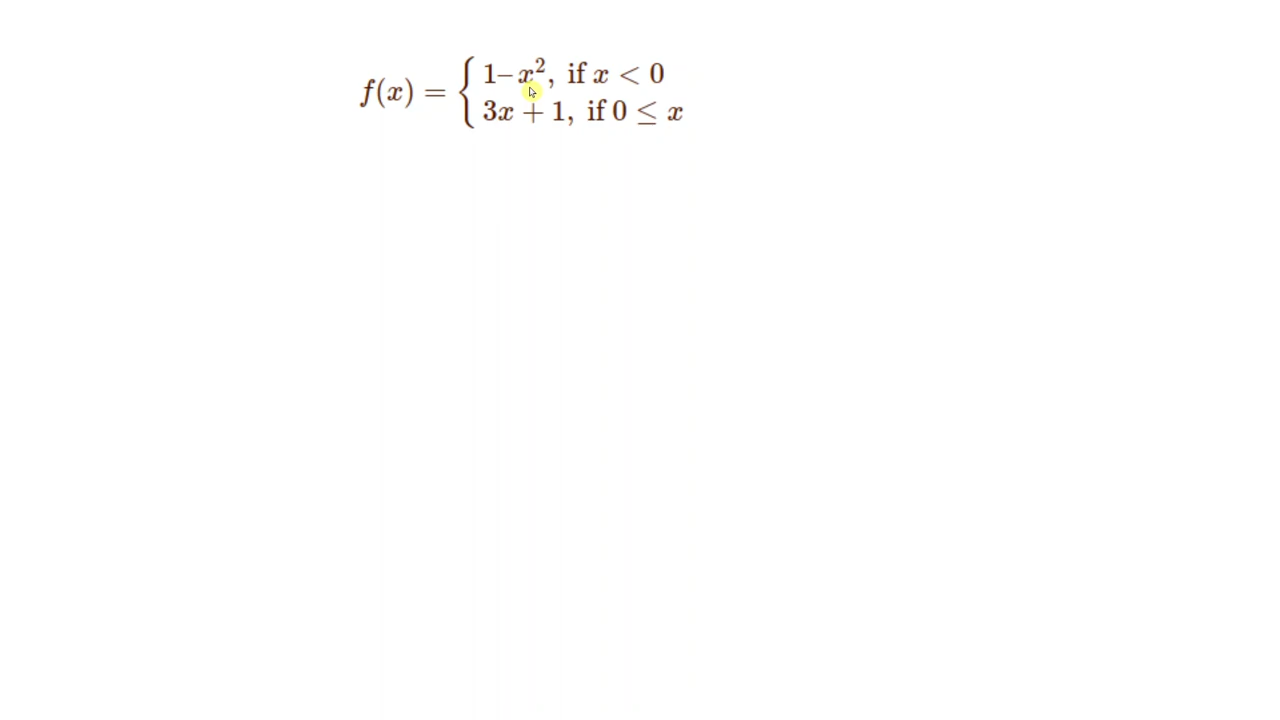 f(x) = { 1–x², if x < 0
3x + 1, if 0 ≤ x